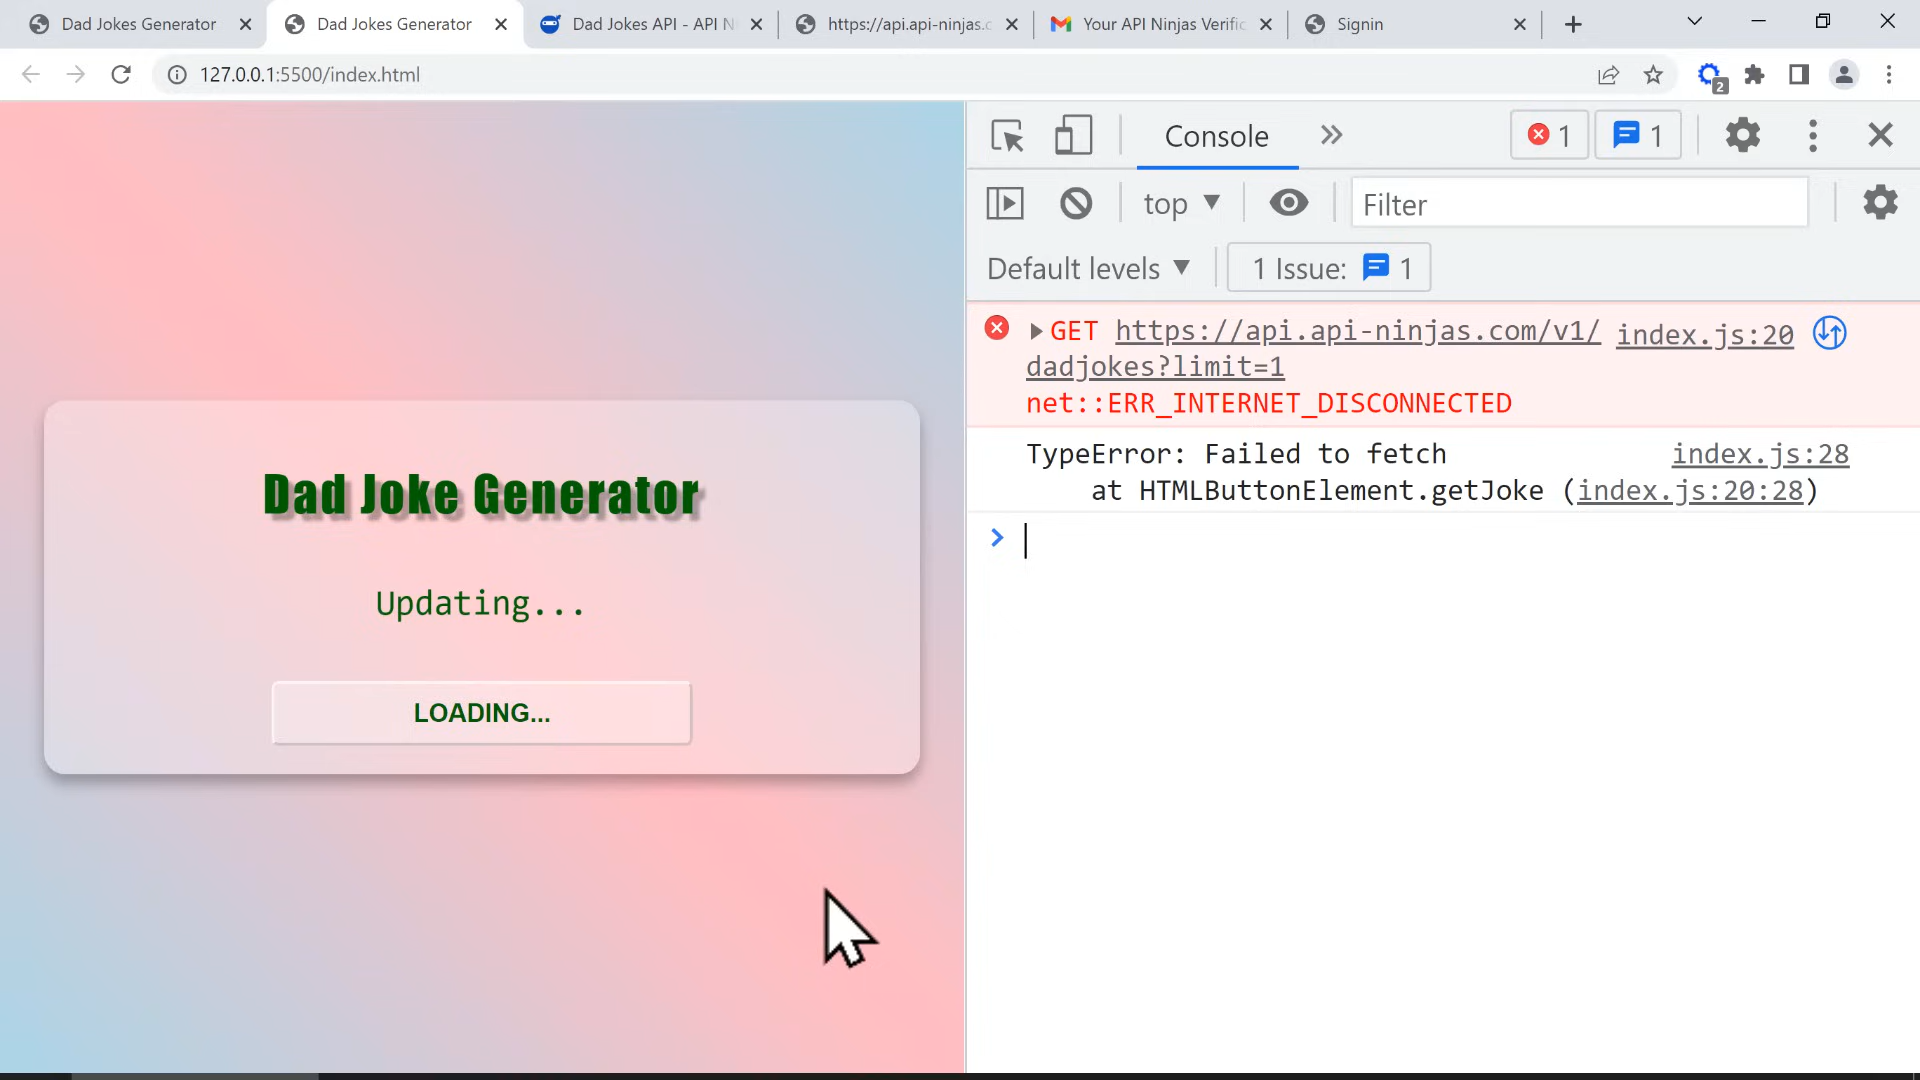 Dad Jokes Generator
Dad Jokes Generator
Dad Jokes API - API N
https://api.api-ninjas.c
Your API Ninjas Verific
Signin
127.0.0.1:5500/index.html
2
Console
1
1
top
Filter
Default levels
1 Issue: 1
GET https://api.api-ninjas.com/v1/ index.js:20
dadjokes?limit=1
net::ERR_INTERNET_DISCONNECTED
TypeError: Failed to fetch index.js:28
at HTMLButtonElement.getJoke (index.js:20:28)
Dad Joke Generator
Updating...
LOADING...